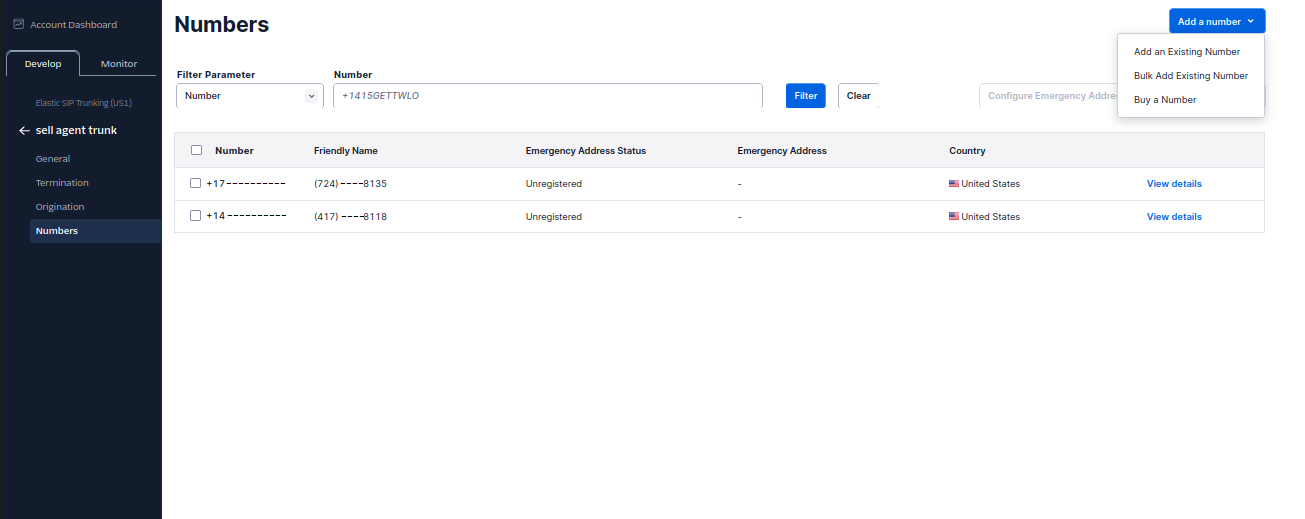 Account Dashboard
Develop
Monitor
Elastic SIP Trunking (US1)
sell agent trunk
General
Termination
Origination
Numbers
Numbers
Add a number
Add an Existing Number
Bulk Add Existing Number
Buy a Number
Filter Parameter
Number
Number
+1415GETTWLO
Filter
Clear
Configure Emergency Addre
Number Friendly Name Emergency Address Status Emergency Address Country
+17---------- (724) ----8135 Unregistered - United States View details
+14---------- (417) ----8118 Unregistered - United States View details